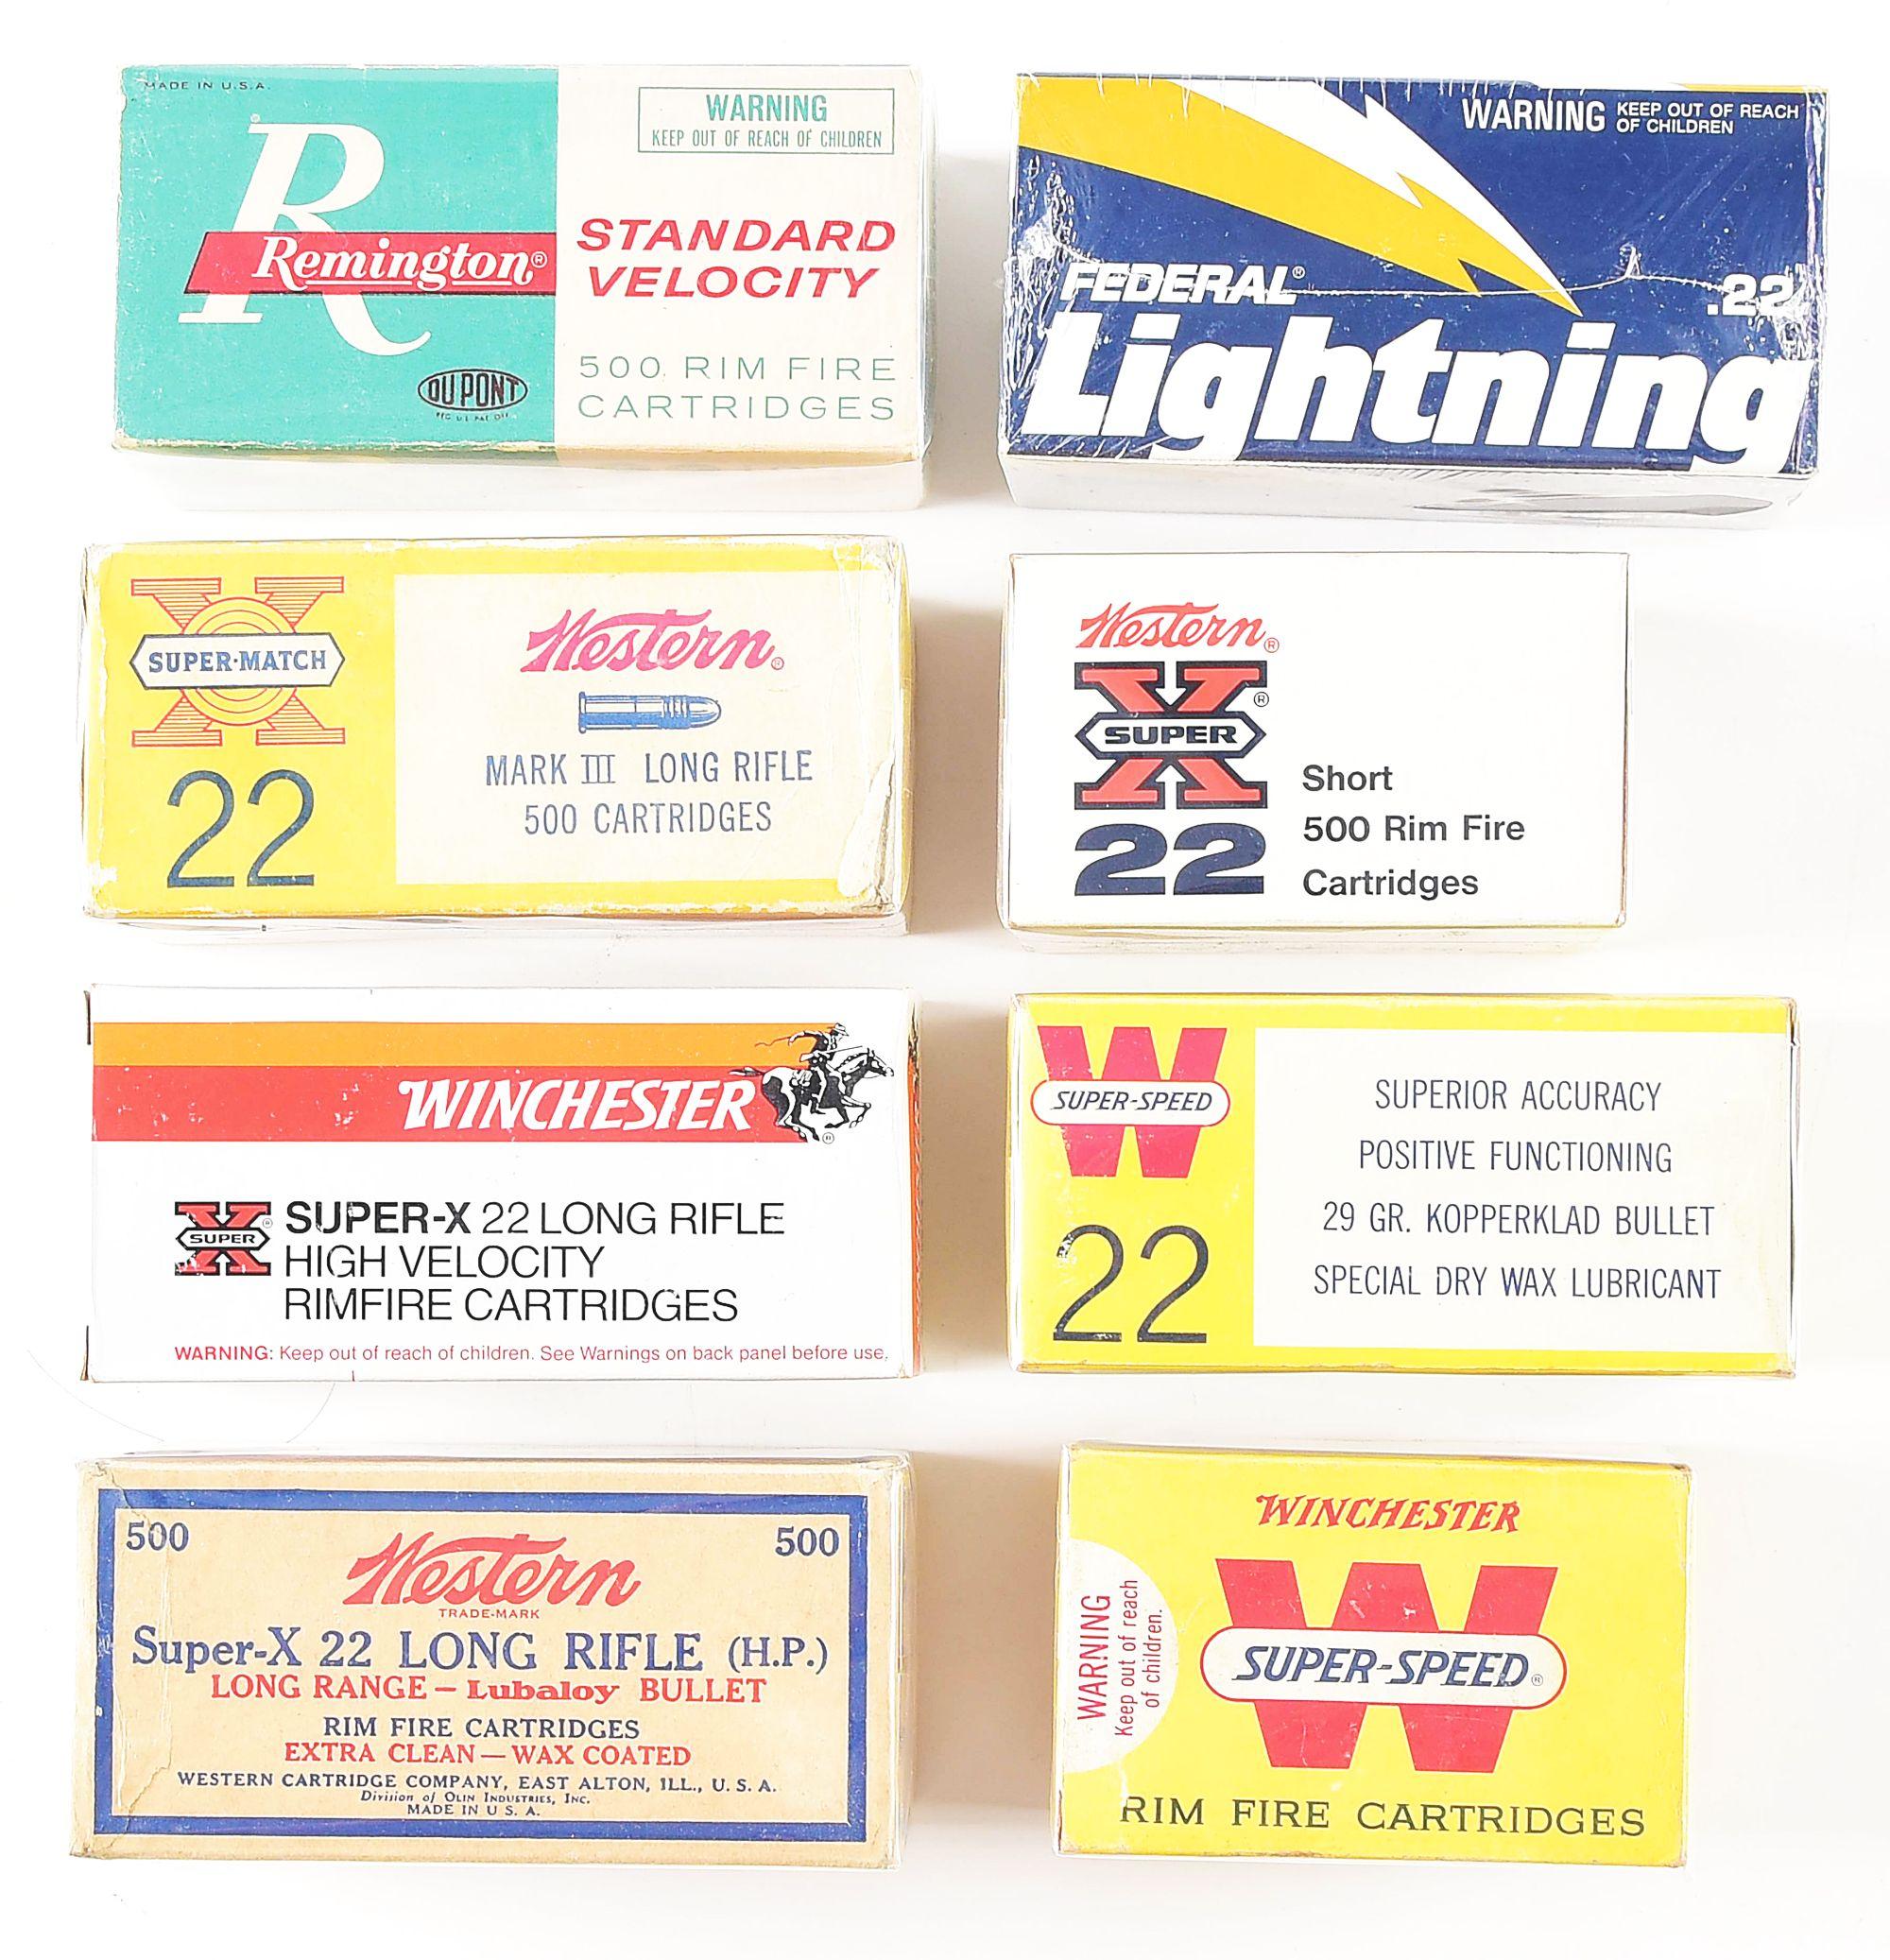 MADE IN U.S.A.
R
Remington®
DU PONT
REG. U.S. PAT. OFF.
WARNING
KEEP OUT OF REACH OF CHILDREN
STANDARD
VELOCITY
500 RIM FIRE
CARTRIDGES
WARNING KEEP OUT OF REACH
OF CHILDREN
FEDERAL®
.22
Lightning
X
SUPER·MATCH
22
Western®
MARK III LONG RIFLE
500 CARTRIDGES
Western®
X®
SUPER
22
Short
500 Rim Fire
Cartridges
WINCHESTER
®
X®
SUPER
SUPER-X 22 LONG RIFLE
HIGH VELOCITY
RIMFIRE CARTRIDGES
WARNING: Keep out of reach of children. See Warnings on back panel before use.
W
SUPER-SPEED
22
SUPERIOR ACCURACY
POSITIVE FUNCTIONING
29 GR. KOPPERKLAD BULLET
SPECIAL DRY WAX LUBRICANT
500 500
Western
TRADE-MARK
Super-X 22 LONG RIFLE (H.P.)
LONG RANGE – Lubaloy BULLET
RIM FIRE CARTRIDGES
EXTRA CLEAN — WAX COATED
WESTERN CARTRIDGE COMPANY, EAST ALTON, ILL., U. S. A.
Division of OLIN INDUSTRIES, INC.
MADE IN U. S. A.
WINCHESTER
W
SUPER-SPEED®
WARNING
Keep out of reach
of children.
RIM FIRE CARTRIDGES